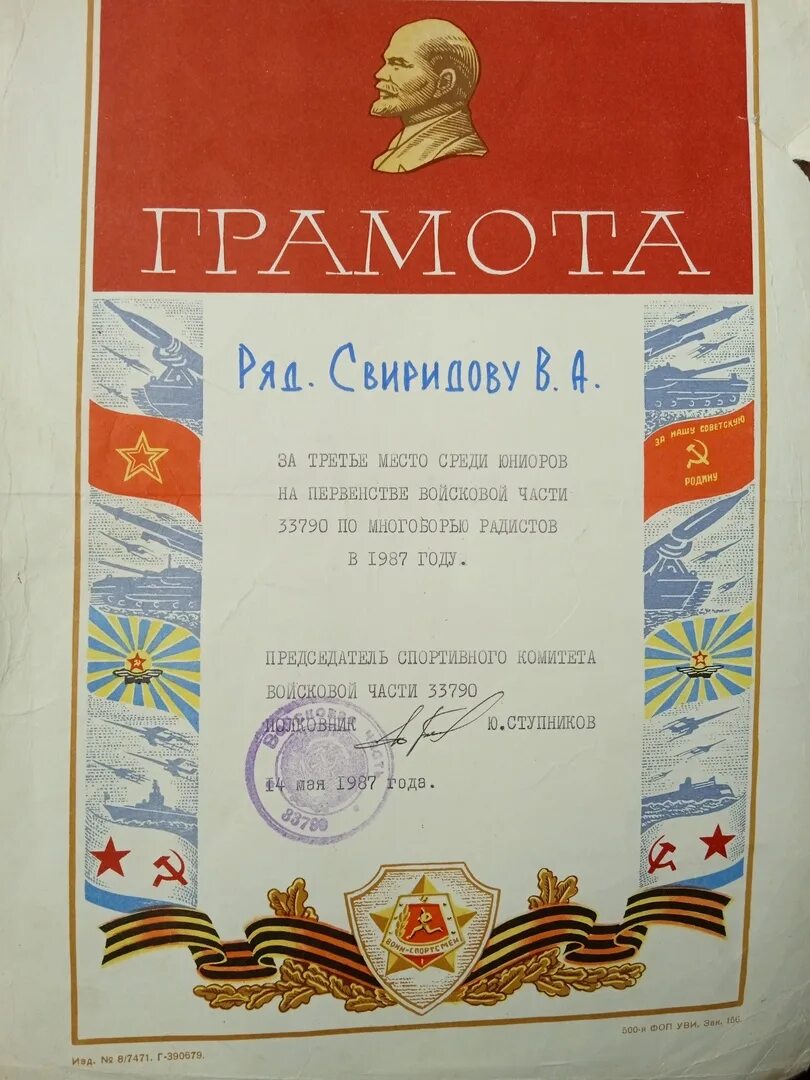 ГРАМОТА
Ряд. Свиридову В. А.
ЗА НАШУ СОВЕТСКУЮ
РОДИНУ
ЗА ТРЕТЬЕ МЕСТО СРЕДИ ЮНИОРОВ
НА ПЕРВЕНСТВЕ ВОЙСКОВОЙ ЧАСТИ
33790 ПО МНОГОБОРЬЮ РАДИСТОВ
В 1987 ГОДУ.
ПРЕДСЕДАТЕЛЬ СПОРТИВНОГО КОМИТЕТА
ВОЙСКОВОЙ ЧАСТИ 33790
ПОЛКОВНИК Ю.СТУПНИКОВ
14 мая 1987 года.
Войсковая часть
33790
ВОИН-СПОРТСМЕН
500-я ФОП УВИ. Зак. 156.
Изд. № 8/7471. Г-390679.